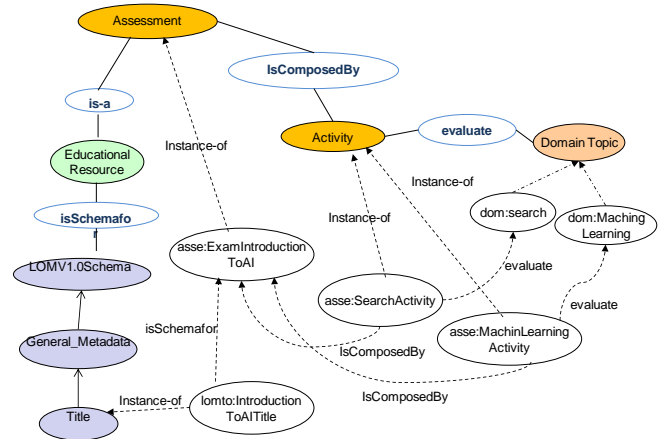 Assessment
IsComposedBy
is-a
Instance-of
Activity
evaluate
Domain Topic
Educational
Resource
Instance-of
Instance-of
dom:search
dom:Maching
Learning
isSchemafo
r
asse:ExamIntroduction
ToAI
LOMV1.0Schema
evaluate
asse:SearchActivity
evaluate
isSchemafor
General_Metadata
IsComposedBy
asse:MachinLearning
Activity
IsComposedBy
Instance-of
lomto:Introduction
ToAITitle
Title